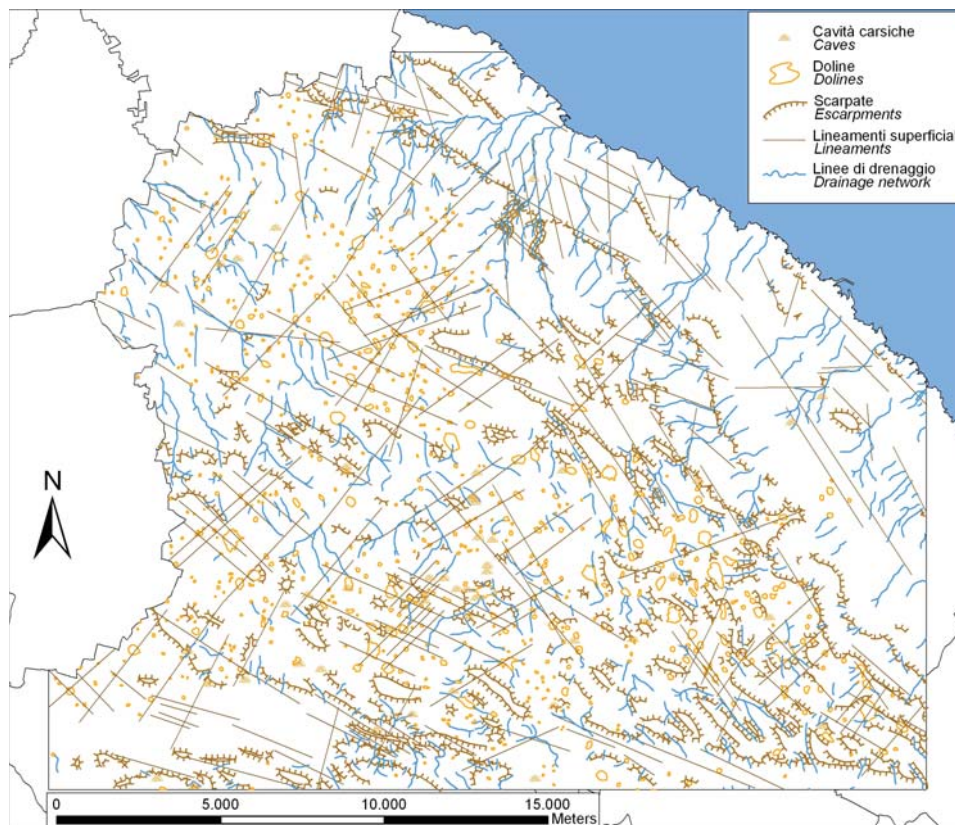 Cavità carsiche
Caves
Doline
Dolines
Scarpate
Escarpments
Lineamenti superficial
Lineaments
Linee di drenaggio
Drainage network
N
0 5.000 10.000 15.000
Meters